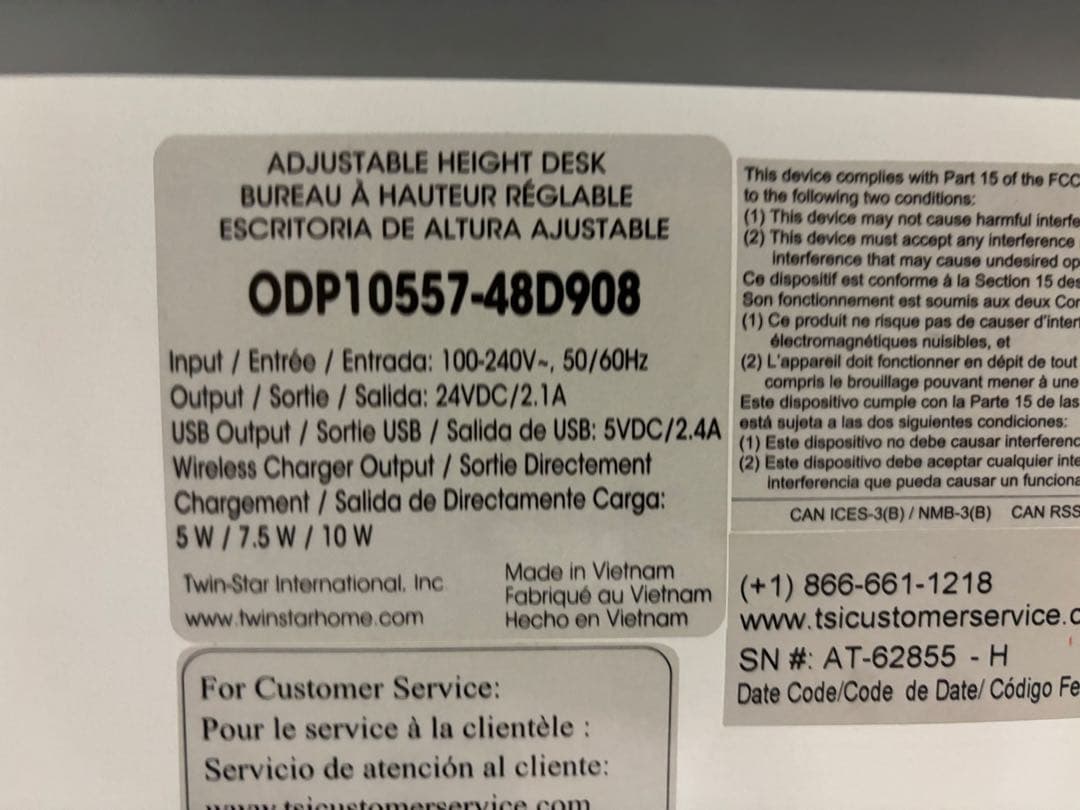 ADJUSTABLE HEIGHT DESK
BUREAU À HAUTEUR RÉGLABLE
ESCRITORIA DE ALTURA AJUSTABLE
ODP10557-48D908
Input / Entrée / Entrada: 100-240V~, 50/60Hz
Output / Sortie / Salida: 24VDC/2.1A
USB Output / Sortie USB / Salida de USB: 5VDC/2.4A
Wireless Charger Output / Sortie Directement
Chargement / Salida de Directamente Carga:
5 W / 7.5 W / 10 W
Twin-Star International, Inc
www.twinstarhome.com
Made in Vietnam
Fabriqué au Vietnam
Hecho en Vietnam
For Customer Service:
Pour le service à la clientèle :
Servicio de atención al cliente:
www.tsicustomerservice.com
This device complies with Part 15 of the FCC
to the following two conditions:
(1) This device may not cause harmful
(2) This device must accept any interference
interference that may cause undesired
Ce dispositif est conforme à la Section 15
Son fonctionnement est soumis aux deux
(1) Ce produit ne risque pas de causer
électromagnétiques nuisibles, et
(2) L'appareil doit fonctionner en dépit de tout
compris le brouillage pouvant mener à une
Este dispositivo cumple con la Parte 15 de las
está sujeta a las dos siguientes condiciones:
(1) Este dispositivo no debe causar
(2) Este dispositivo debe aceptar cualquier
interferencia que pueda causar un
CAN ICES-3(B) / NMB-3(B) CAN RSS
(+1) 866-661-1218
www.tsicustomerservice.c
SN #: AT-62855 - H
Date Code/Code de Date/ Código